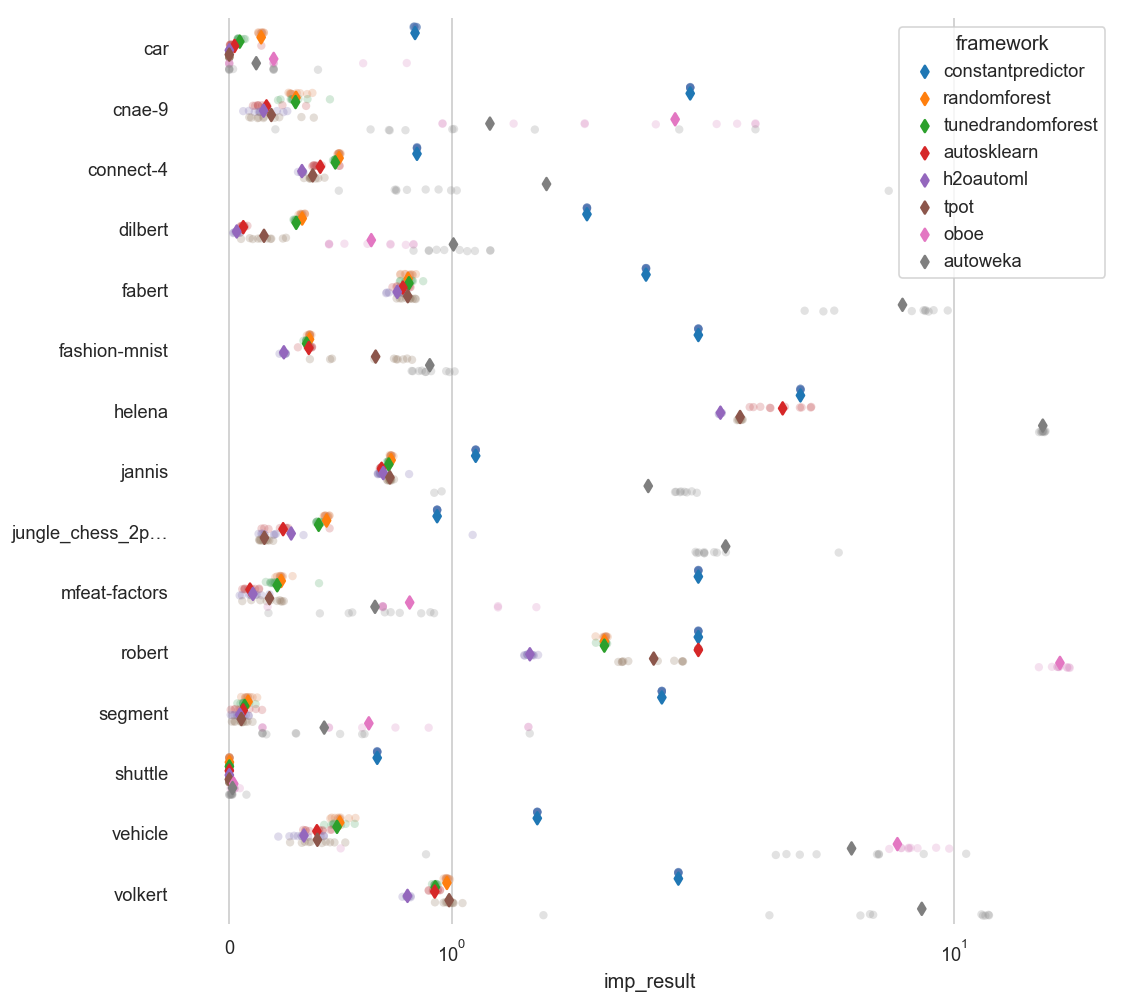 car
cnae-9
connect-4
dilbert
fabert
fashion-mnist
helena
jannis
jungle_chess_2p…
mfeat-factors
robert
segment
shuttle
vehicle
volkert
framework
constantpredictor
randomforest
tunedrandomforest
autosklearn
h2oautoml
tpot
oboe
autoweka
0 10⁰ 10¹
imp_result